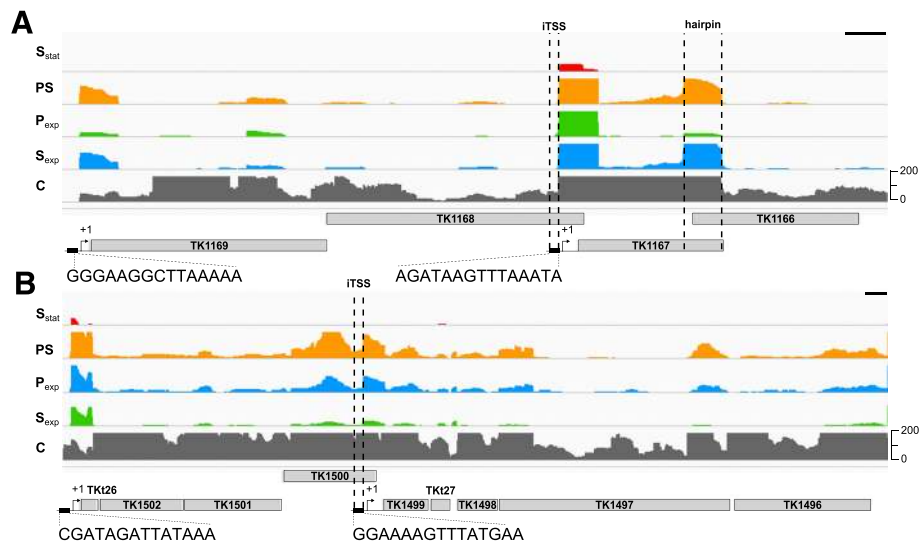 A
iTSS
hairpin
Sstat
PS
Pexp
Sexp
C
200
0
TK1168
TK1166
+1
TK1169
+1
TK1167
GGGAAGGCTTAAAAA
AGATAAGTTTAAATA
B
iTSS
Sstat
PS
Pexp
Sexp
C
200
0
TK1500
+1 TKt26
TK1502
TK1501
+1
TK1499
TKt27
TK1498
TK1497
TK1496
CGATAGATTATAAA
GGAAAAGTTTATGAA